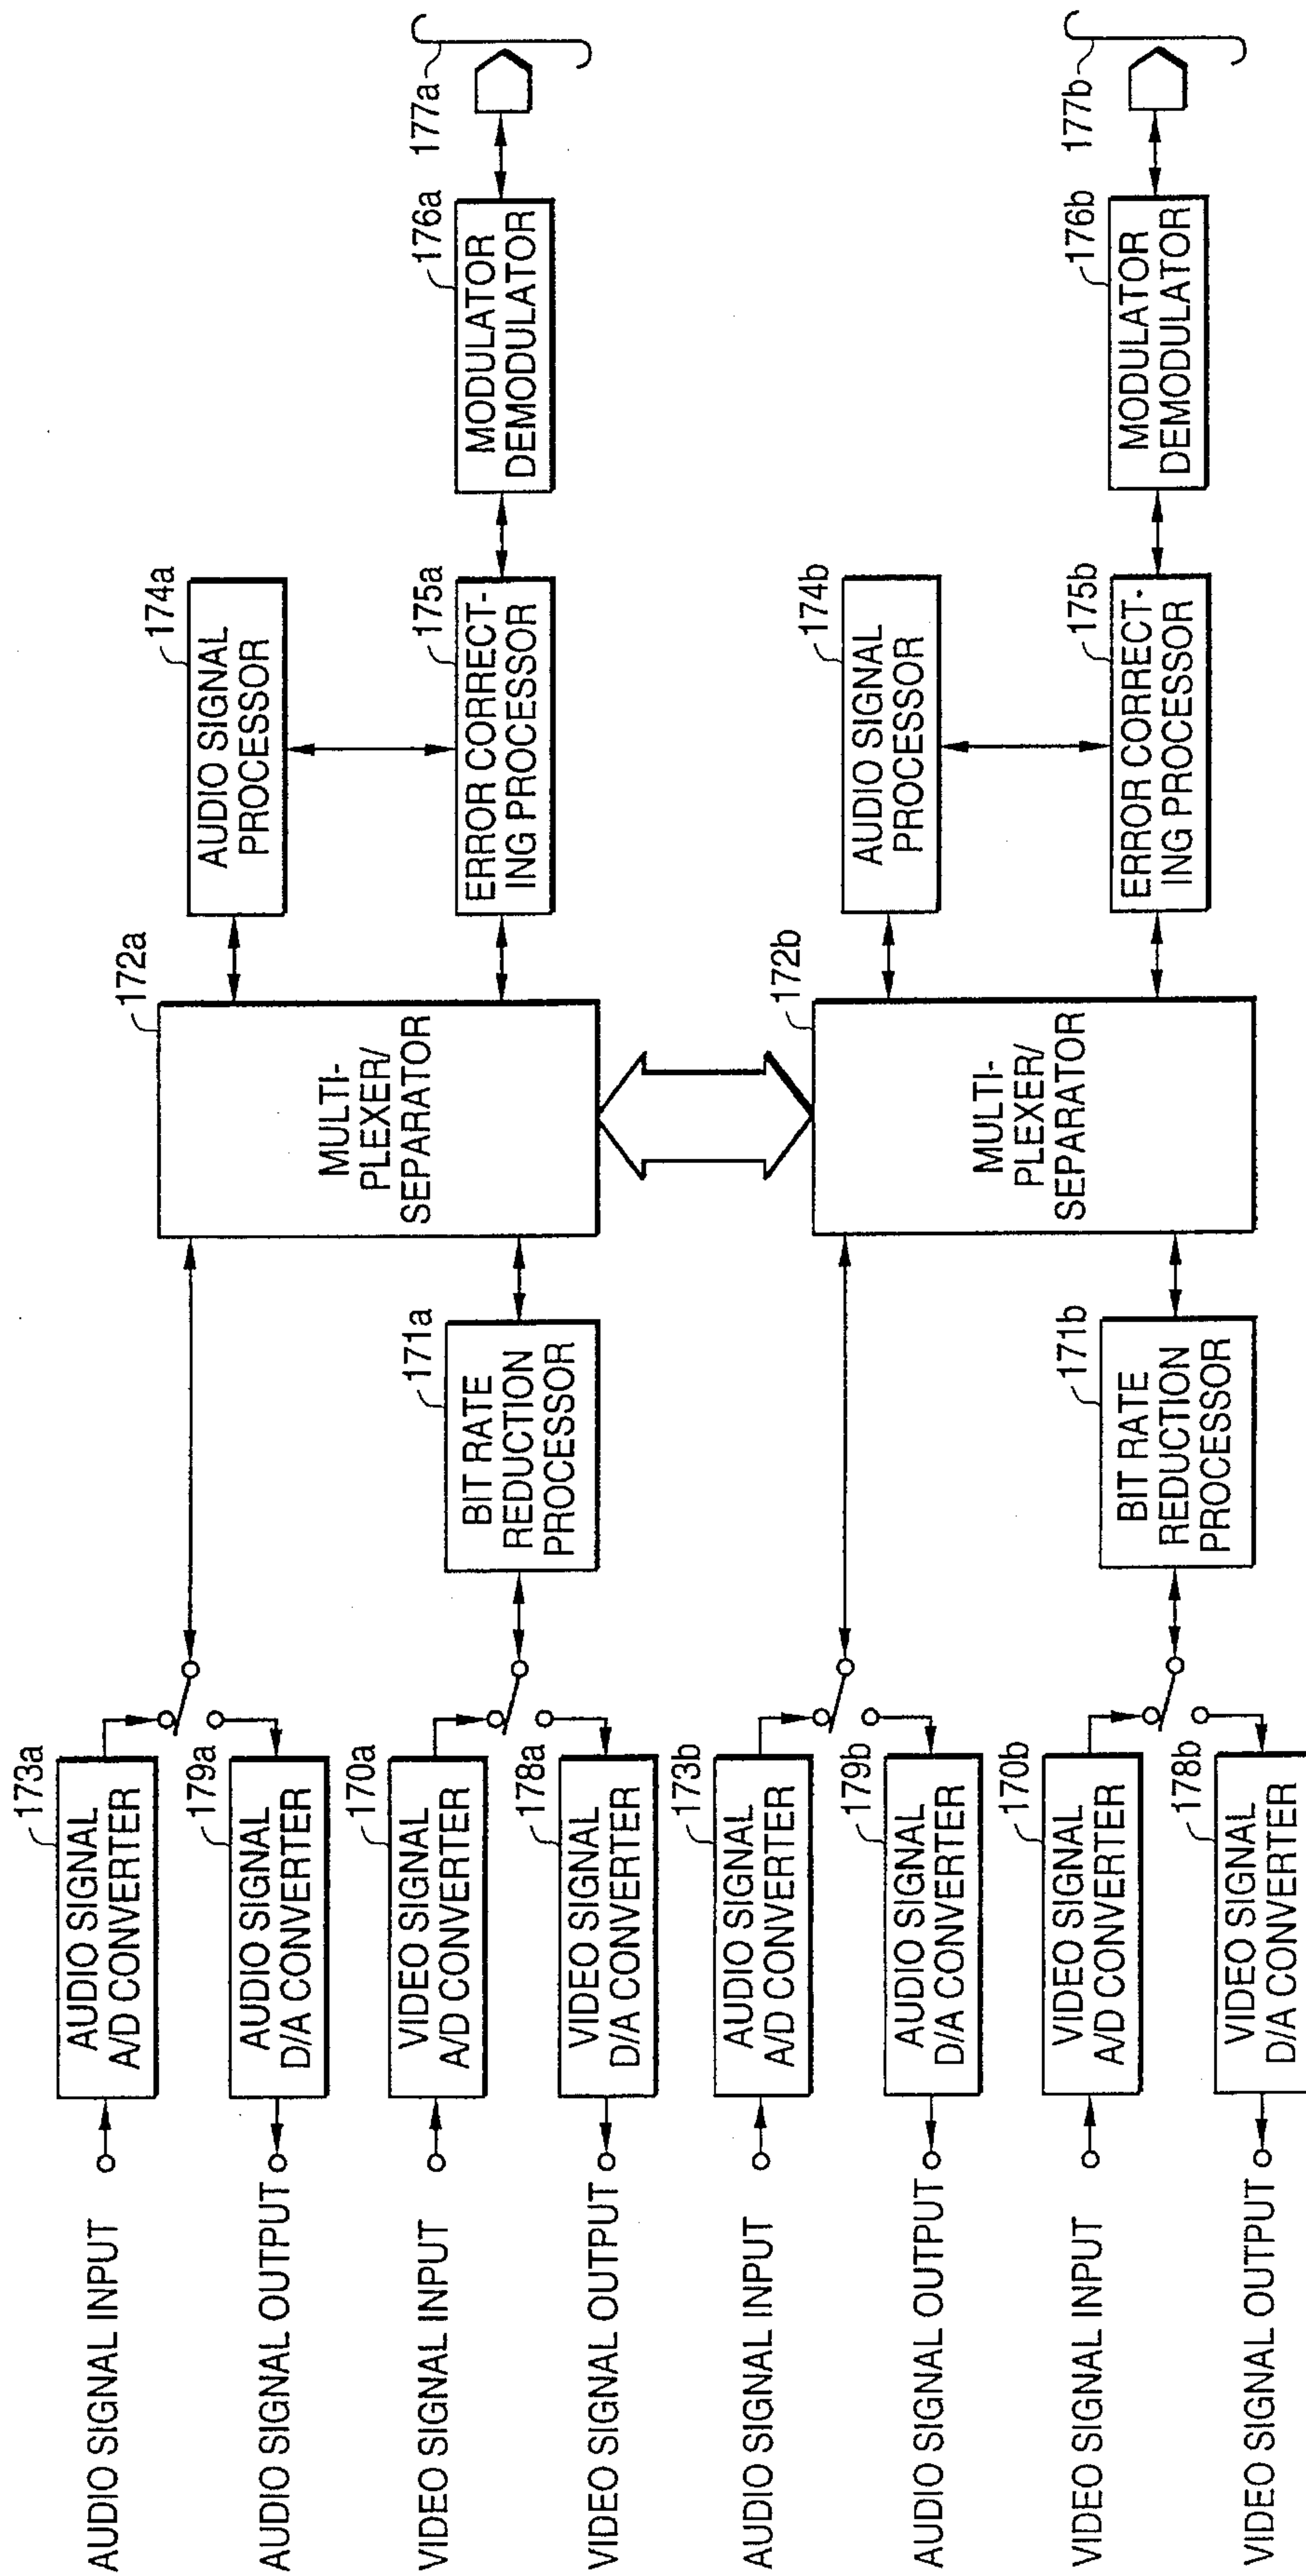 AUDIO SIGNAL INPUT
173a
AUDIO SIGNAL
A/D CONVERTER
AUDIO SIGNAL OUTPUT
179a
AUDIO SIGNAL
D/A CONVERTER
VIDEO SIGNAL INPUT
170a
VIDEO SIGNAL
A/D CONVERTER
VIDEO SIGNAL OUTPUT
178a
VIDEO SIGNAL
D/A CONVERTER
171a
BIT RATE
REDUCTION
PROCESSOR
172a
MULTI-
PLEXER/
SEPARATOR
174a
AUDIO SIGNAL
PROCESSOR
175a
ERROR CORRECT-
ING PROCESSOR
176a
MODULATOR
DEMODULATOR
177a
AUDIO SIGNAL INPUT
173b
AUDIO SIGNAL
A/D CONVERTER
AUDIO SIGNAL OUTPUT
179b
AUDIO SIGNAL
D/A CONVERTER
VIDEO SIGNAL INPUT
170b
VIDEO SIGNAL
A/D CONVERTER
VIDEO SIGNAL OUTPUT
178b
VIDEO SIGNAL
D/A CONVERTER
171b
BIT RATE
REDUCTION
PROCESSOR
172b
MULTI-
PLEXER/
SEPARATOR
174b
AUDIO SIGNAL
PROCESSOR
175b
ERROR CORRECT-
ING PROCESSOR
176b
MODULATOR
DEMODULATOR
177b